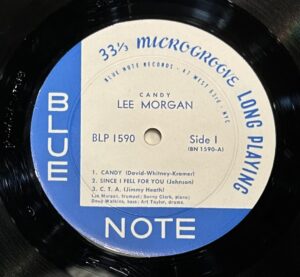 33 1/3 MICROGROOVE LONG PLAYING
BLUE NOTE RECORDS • 47 WEST 63rd • NYC
CANDY
LEE MORGAN
BLP 1590
Side 1
(BN 1590-A)
1. CANDY (David-Whitney-Kramer)
2. SINCE I FELL FOR YOU (Johnson)
3. C. T. A. (Jimmy Heath)
Lee Morgan, trumpet; Sonny Clark, piano;
Doug Watkins, bass; Art Taylor, drums.
BLUE
NOTE